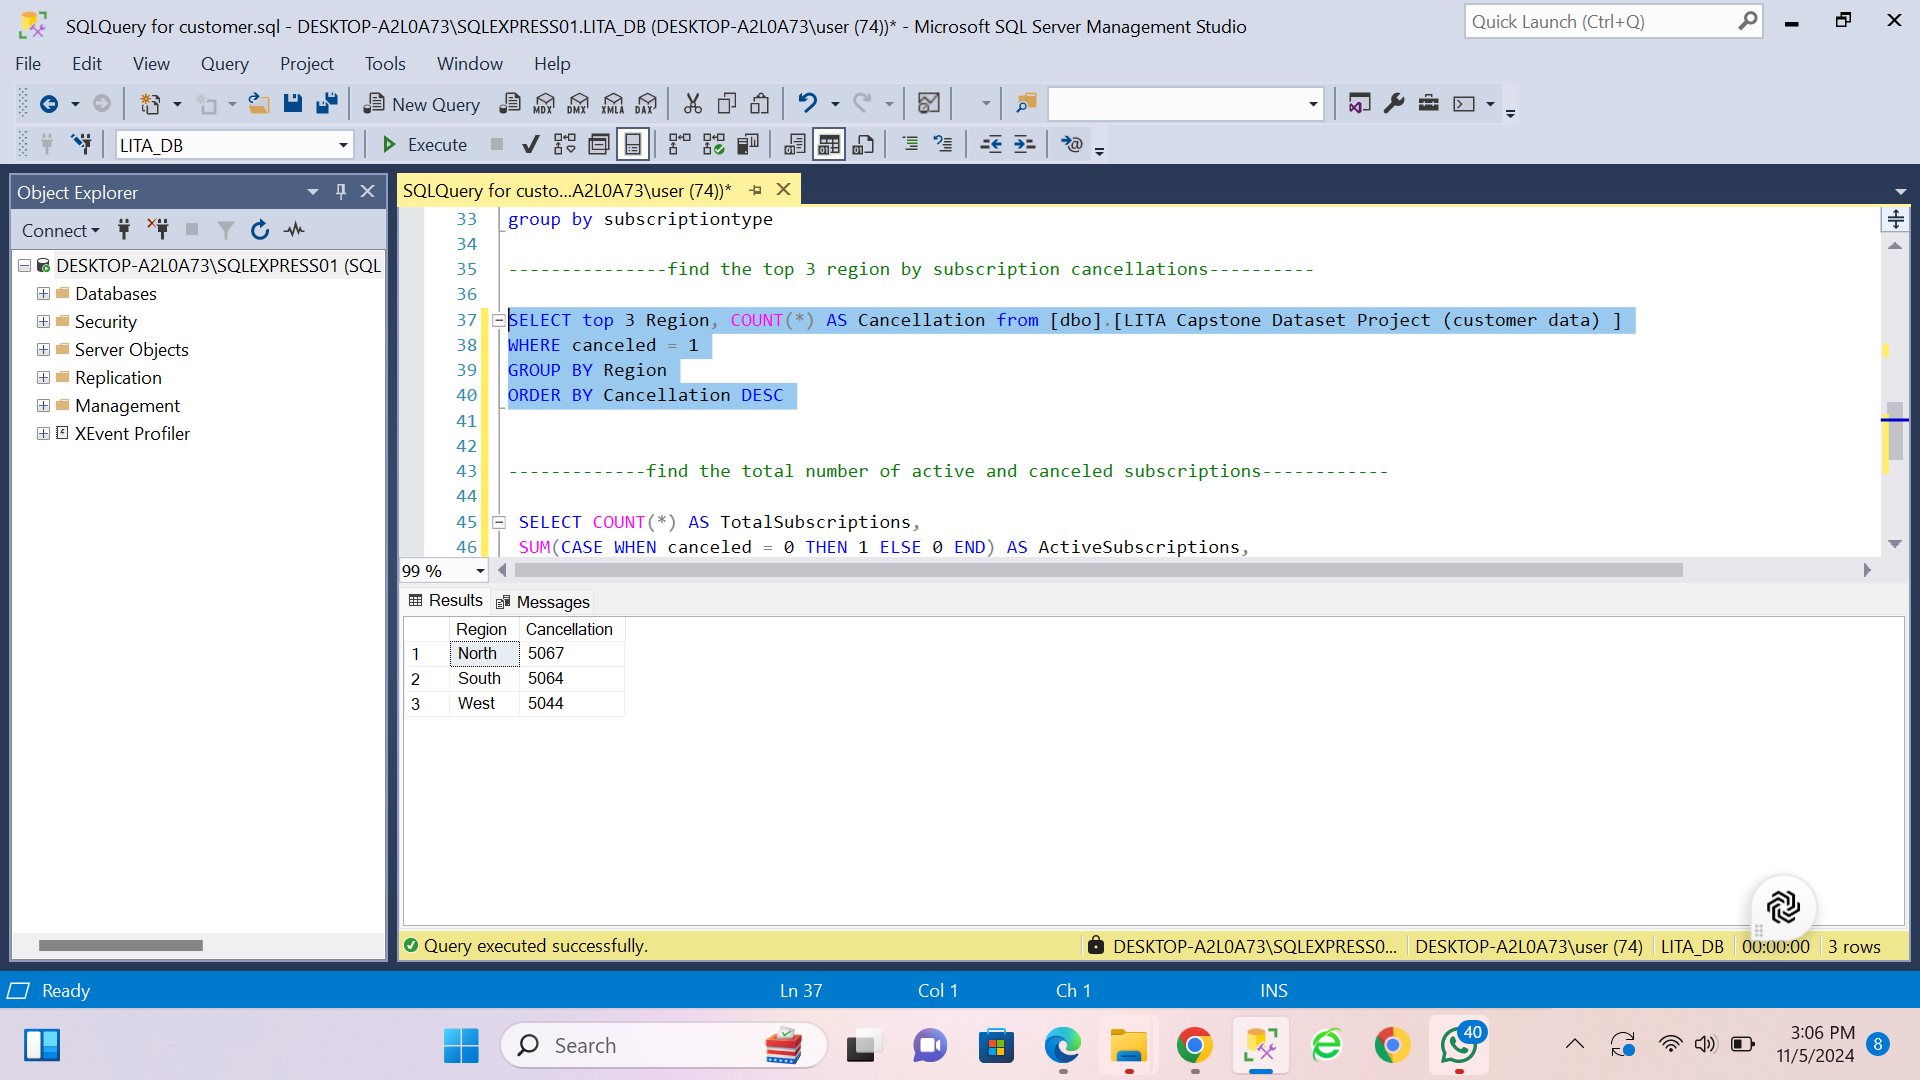 SQLQuery for customer.sql - DESKTOP-A2L0A73\SQLEXPRESS01.LITA_DB (DESKTOP-A2L0A73\user (74))* - Microsoft SQL Server Management Studio
Quick Launch (Ctrl+Q)
File Edit View Query Project Tools Window Help
New Query MDX DMX XMLA DAX
LITA_DB Execute
Object Explorer
SQLQuery for custo...A2L0A73\user (74))*
Connect
DESKTOP-A2L0A73\SQLEXPRESS01 (SQL
Databases
Security
Server Objects
Replication
Management
XEvent Profiler
33 group by subscriptiontype
34
35 ---------------find the top 3 region by subscription cancellations----------
36
37 SELECT top 3 Region, COUNT(*) AS Cancellation from [dbo].[LITA Capstone Dataset Project (customer data) ]
38 WHERE canceled = 1
39 GROUP BY Region
40 ORDER BY Cancellation DESC
41
42
43 -------------find the total number of active and canceled subscriptions------------
44
45 SELECT COUNT(*) AS TotalSubscriptions,
46 SUM(CASE WHEN canceled = 0 THEN 1 ELSE 0 END) AS ActiveSubscriptions,
99 %
Results Messages
Region Cancellation
1 North 5067
2 South 5064
3 West 5044
Query executed successfully. DESKTOP-A2L0A73\SQLEXPRESS0... DESKTOP-A2L0A73\user (74) LITA_DB 00:00:00 3 rows
Ready Ln 37 Col 1 Ch 1 INS
Search
40
3:06 PM
11/5/2024
8